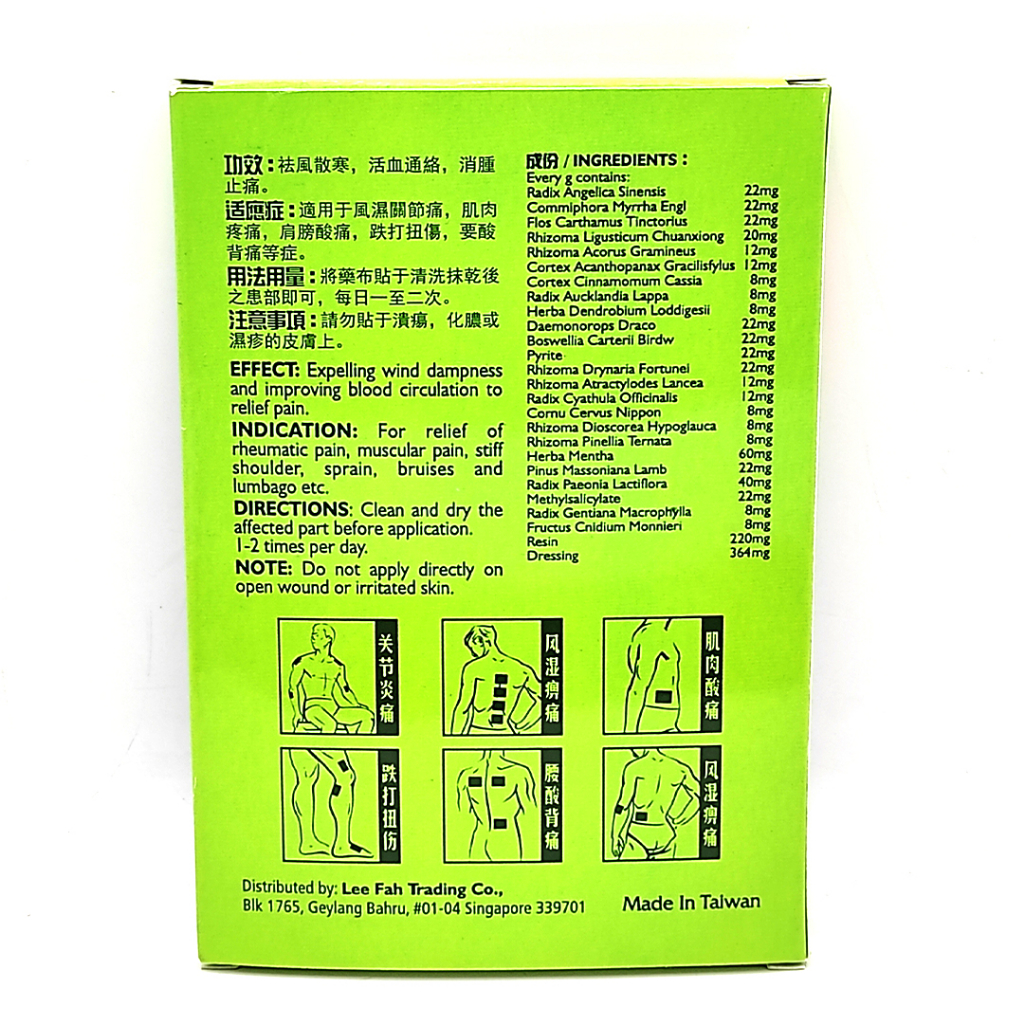 功效：祛風散寒，活血通絡，消腫
止痛。
适應症：適用于風濕關節痛，肌肉
疼痛，肩膀酸痛，跌打扭傷，要酸
背痛等症。
用法用量：將藥布貼于清洗抹乾後
之患部即可，每日一至二次。
注意事項：請勿貼于潰瘍，化膿或
濕疹的皮膚上。
EFFECT: Expelling wind dampness
and improving blood circulation to
relief pain.
INDICATION: For relief of
rheumatic pain, muscular pain, stiff
shoulder, sprain, bruises and
lumbago etc.
DIRECTIONS: Clean and dry the
affected part before application.
1-2 times per day.
NOTE: Do not apply directly on
open wound or irritated skin.
成份 / INGREDIENTS :
Every g contains:
Radix Angelica Sinensis 22mg
Commiphora Myrrha Engl 22mg
Flos Carthamus Tinctorius 22mg
Rhizoma Ligusticum Chuanxiong 20mg
Rhizoma Acorus Gramineus 12mg
Cortex Acanthopanax Gracilisfylus 12mg
Cortex Cinnamomum Cassia 8mg
Radix Aucklandia Lappa 8mg
Herba Dendrobium Loddigesii 8mg
Daemonorops Draco 22mg
Boswellia Carterii Birdw 22mg
Pyrite 22mg
Rhizoma Drynaria Fortunei 22mg
Rhizoma Atractylodes Lancea 12mg
Radix Cyathula Officinalis 12mg
Cornu Cervus Nippon 8mg
Rhizoma Dioscorea Hypoglauca 8mg
Rhizoma Pinellia Ternata 8mg
Herba Mentha 60mg
Pinus Massoniana Lamb 22mg
Radix Paeonia Lactiflora 40mg
Methylsalicylate 22mg
Radix Gentiana Macrophylla 8mg
Fructus Cnidium Monnieri 8mg
Resin 220mg
Dressing 364mg
关节炎痛
风湿痹痛
肌肉酸痛
跌打扭伤
腰酸背痛
风湿痹痛
Distributed by: Lee Fah Trading Co.,
Blk 1765, Geylang Bahru, #01-04 Singapore 339701
Made In Taiwan